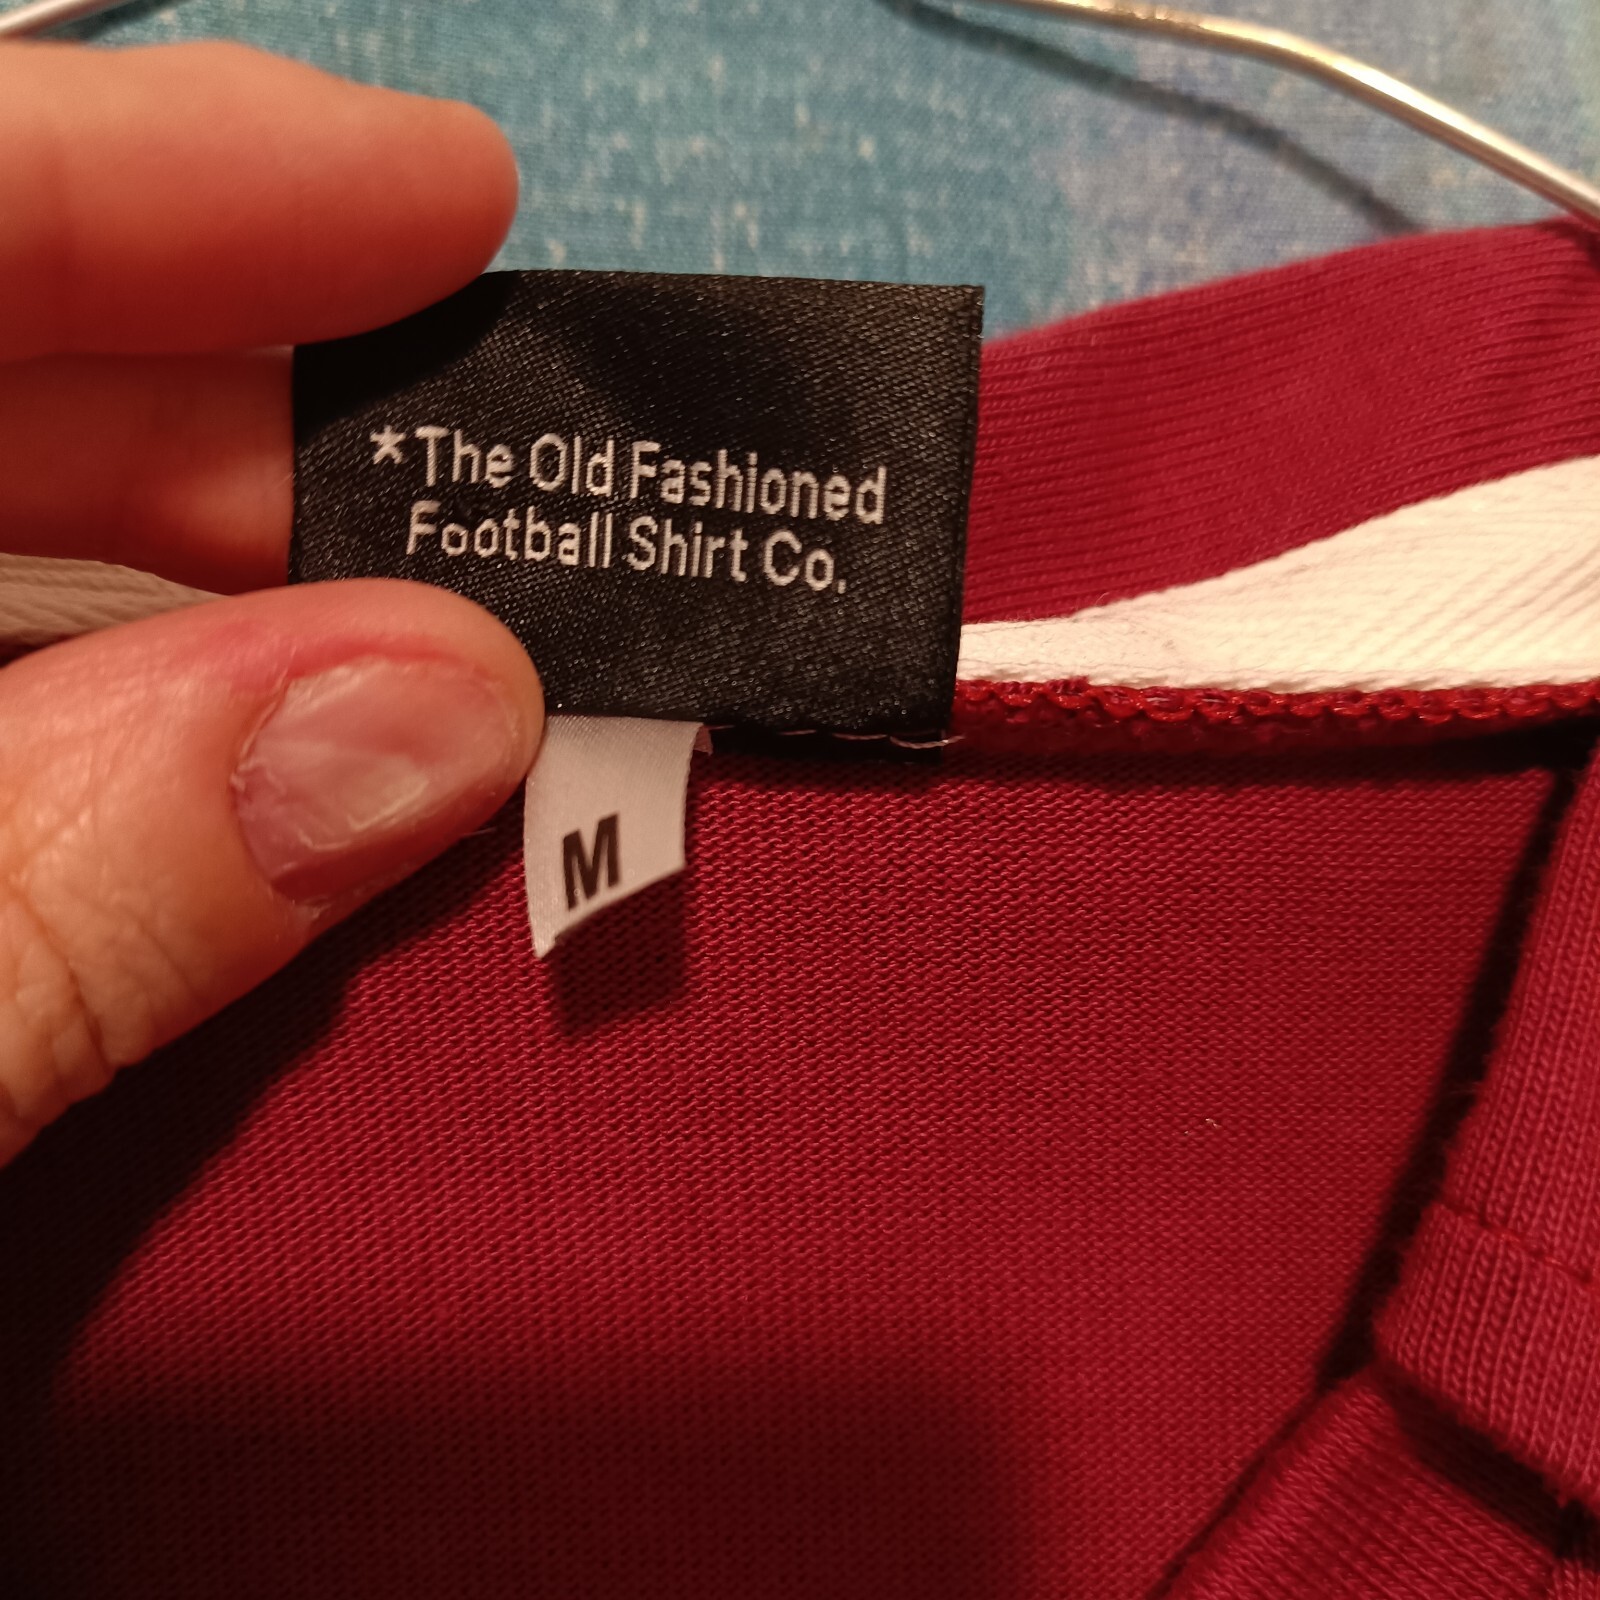 *The Old Fashioned
Football Shirt Co.
M